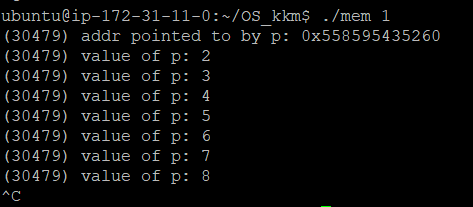 ubuntu@ip-172-31-11-0:~/OS_kkm$ ./mem 1
(30479) addr pointed to by p: 0x558595435260
(30479) value of p: 2
(30479) value of p: 3
(30479) value of p: 4
(30479) value of p: 5
(30479) value of p: 6
(30479) value of p: 7
(30479) value of p: 8
^C